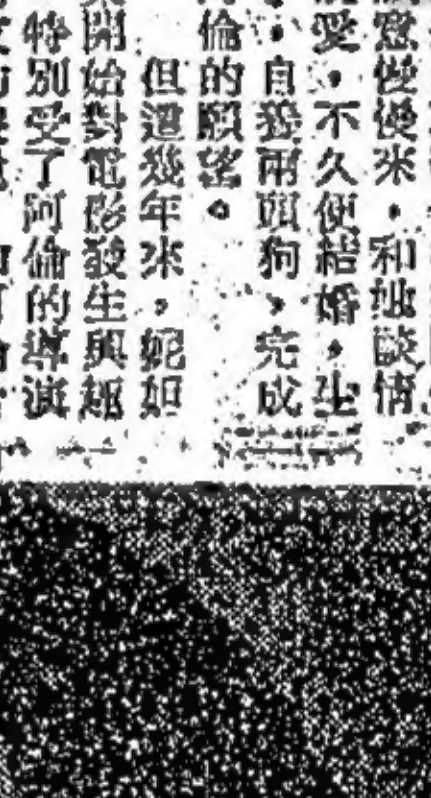 慢慢來，和她談情
愛，不久便結婚，生
，自養兩頭狗，完成
倫的願望。
但這幾年來，妮妲
開始對電影發生興趣
特別受了阿倫的導演